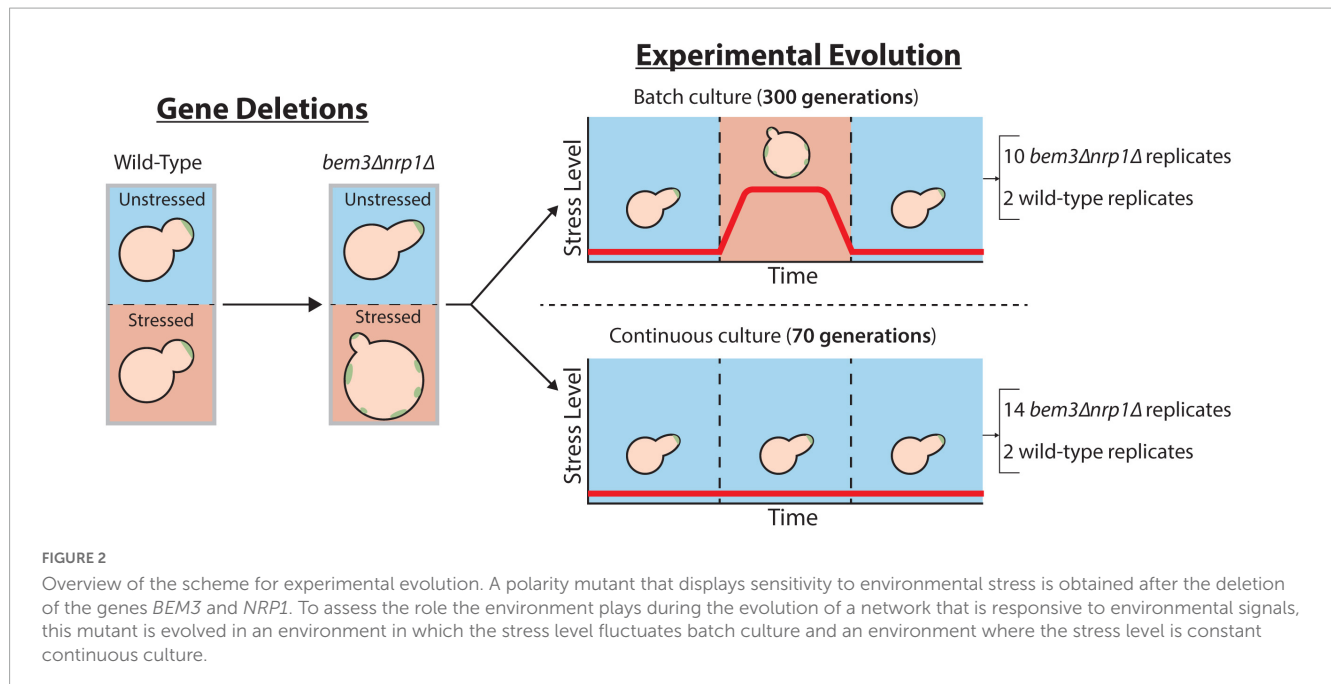 Experimental Evolution
Gene Deletions
Batch culture (300 generations)
Wild-Type
bem3Δnrp1Δ
Unstressed
Unstressed
Stressed
Stressed
Stress Level
Time
10 bem3Δnrp1Δ replicates
2 wild-type replicates
Continuous culture (70 generations)
Stress Level
Time
14 bem3Δnrp1Δ replicates
2 wild-type replicates
FIGURE 2
Overview of the scheme for experimental evolution. A polarity mutant that displays sensitivity to environmental stress is obtained after the deletion
of the genes BEM3 and NRP1. To assess the role the environment plays during the evolution of a network that is responsive to environmental signals,
this mutant is evolved in an environment in which the stress level fluctuates batch culture and an environment where the stress level is constant
continuous culture.